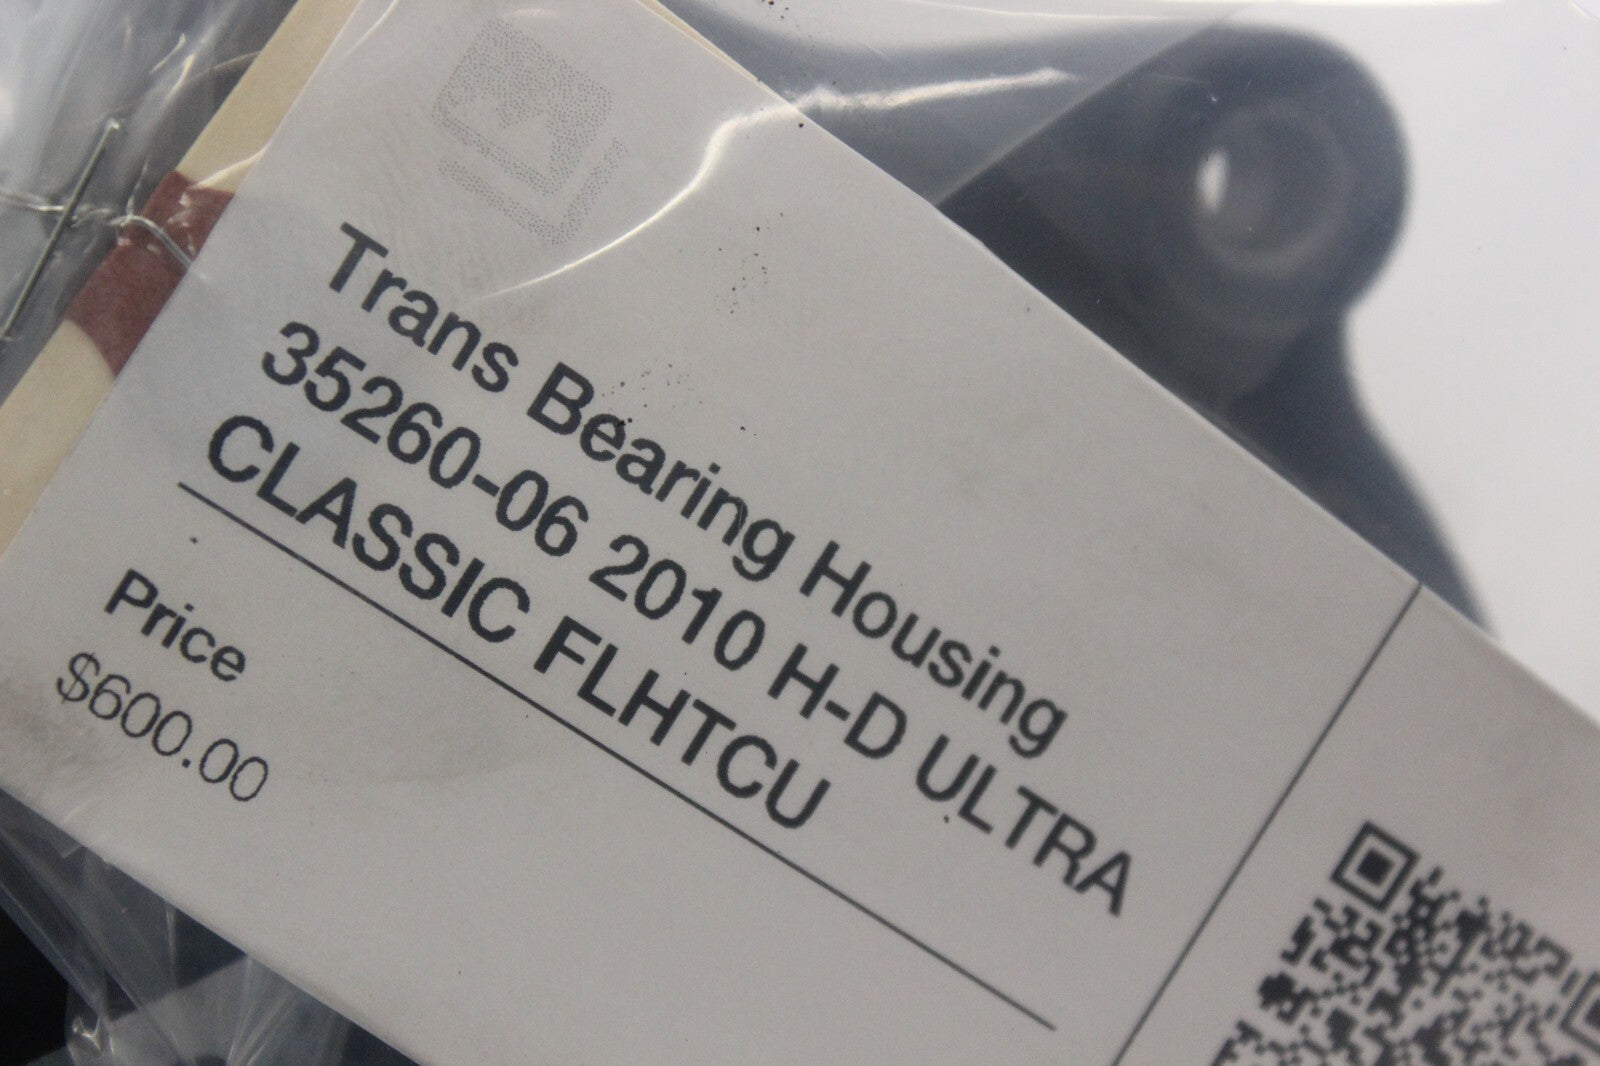 Trans Bearing Housing
35260-06 2010 H-D ULTRA
CLASSIC FLHTCU
Price
$600.00